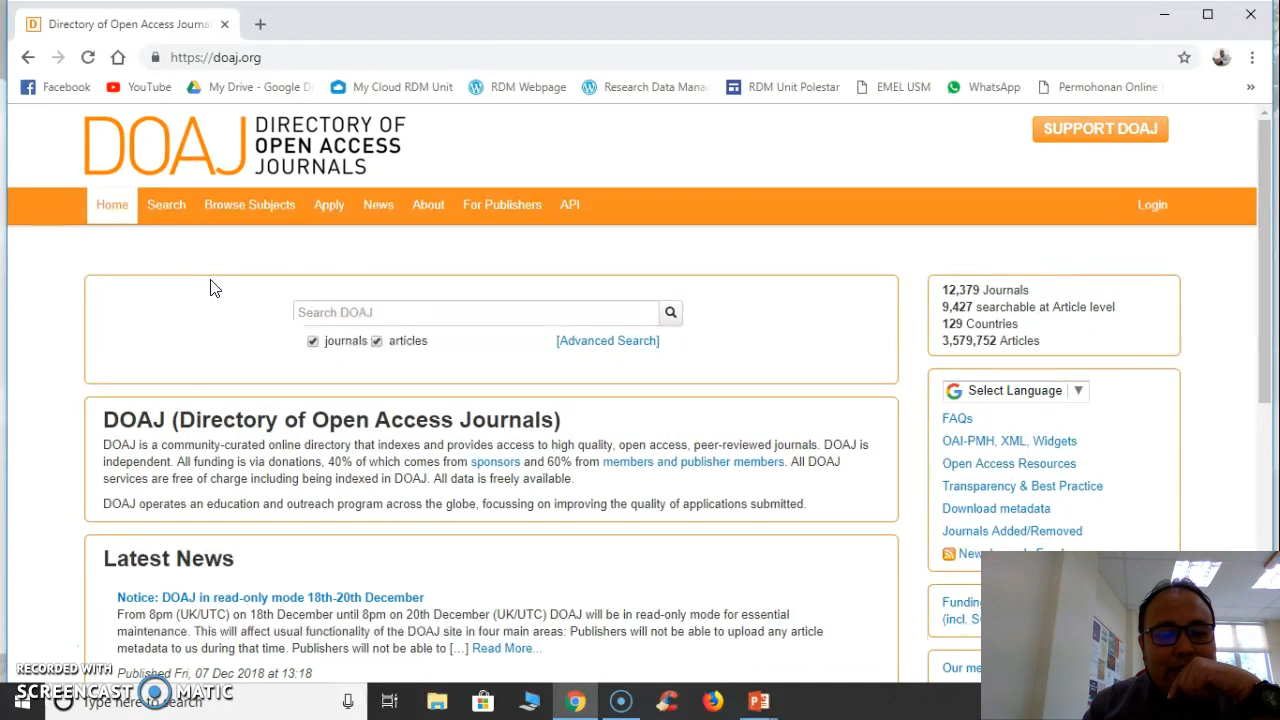 Directory of Open Access Journa
https://doaj.org
Facebook
YouTube
My Drive - Google D
My Cloud RDM Unit
RDM Webpage
Research Data Mana
RDM Unit Polestar
EMEL USM
WhatsApp
Permohonan Online
DOAJ
DIRECTORY OF
OPEN ACCESS
JOURNALS
SUPPORT DOAJ
Home
Search
Browse Subjects
Apply
News
About
For Publishers
API
Login
Search DOAJ
journals
articles
[Advanced Search]
12,379 Journals
9,427 searchable at Article level
129 Countries
3,579,752 Articles
Select Language
FAQs
OAI-PMH, XML, Widgets
Open Access Resources
Transparency & Best Practice
Download metadata
Journals Added/Removed
DOAJ (Directory of Open Access Journals)
DOAJ is a community-curated online directory that indexes and provides access to high quality, open access, peer-reviewed journals. DOAJ is
independent. All funding is via donations, 40% of which comes from sponsors and 60% from members and publisher members. All DOAJ
services are free of charge including being indexed in DOAJ. All data is freely available.
DOAJ operates an education and outreach program across the globe, focussing on improving the quality of applications submitted.
Latest News
Notice: DOAJ in read-only mode 18th-20th December
From 8pm (UK/UTC) on 18th December until 8pm on 20th December (UK/UTC) DOAJ will be in read-only mode for essential
maintenance. This will affect usual functionality of the DOAJ site in four main areas: Publishers will not be able to upload any article
metadata to us during that time. Publishers will not be able to […] Read More...
Published Fri, 07 Dec 2018 at 13:18
Funding
(incl. S
Our me
RECORDED WITH
SCREENCAST MATIC
Type here to search